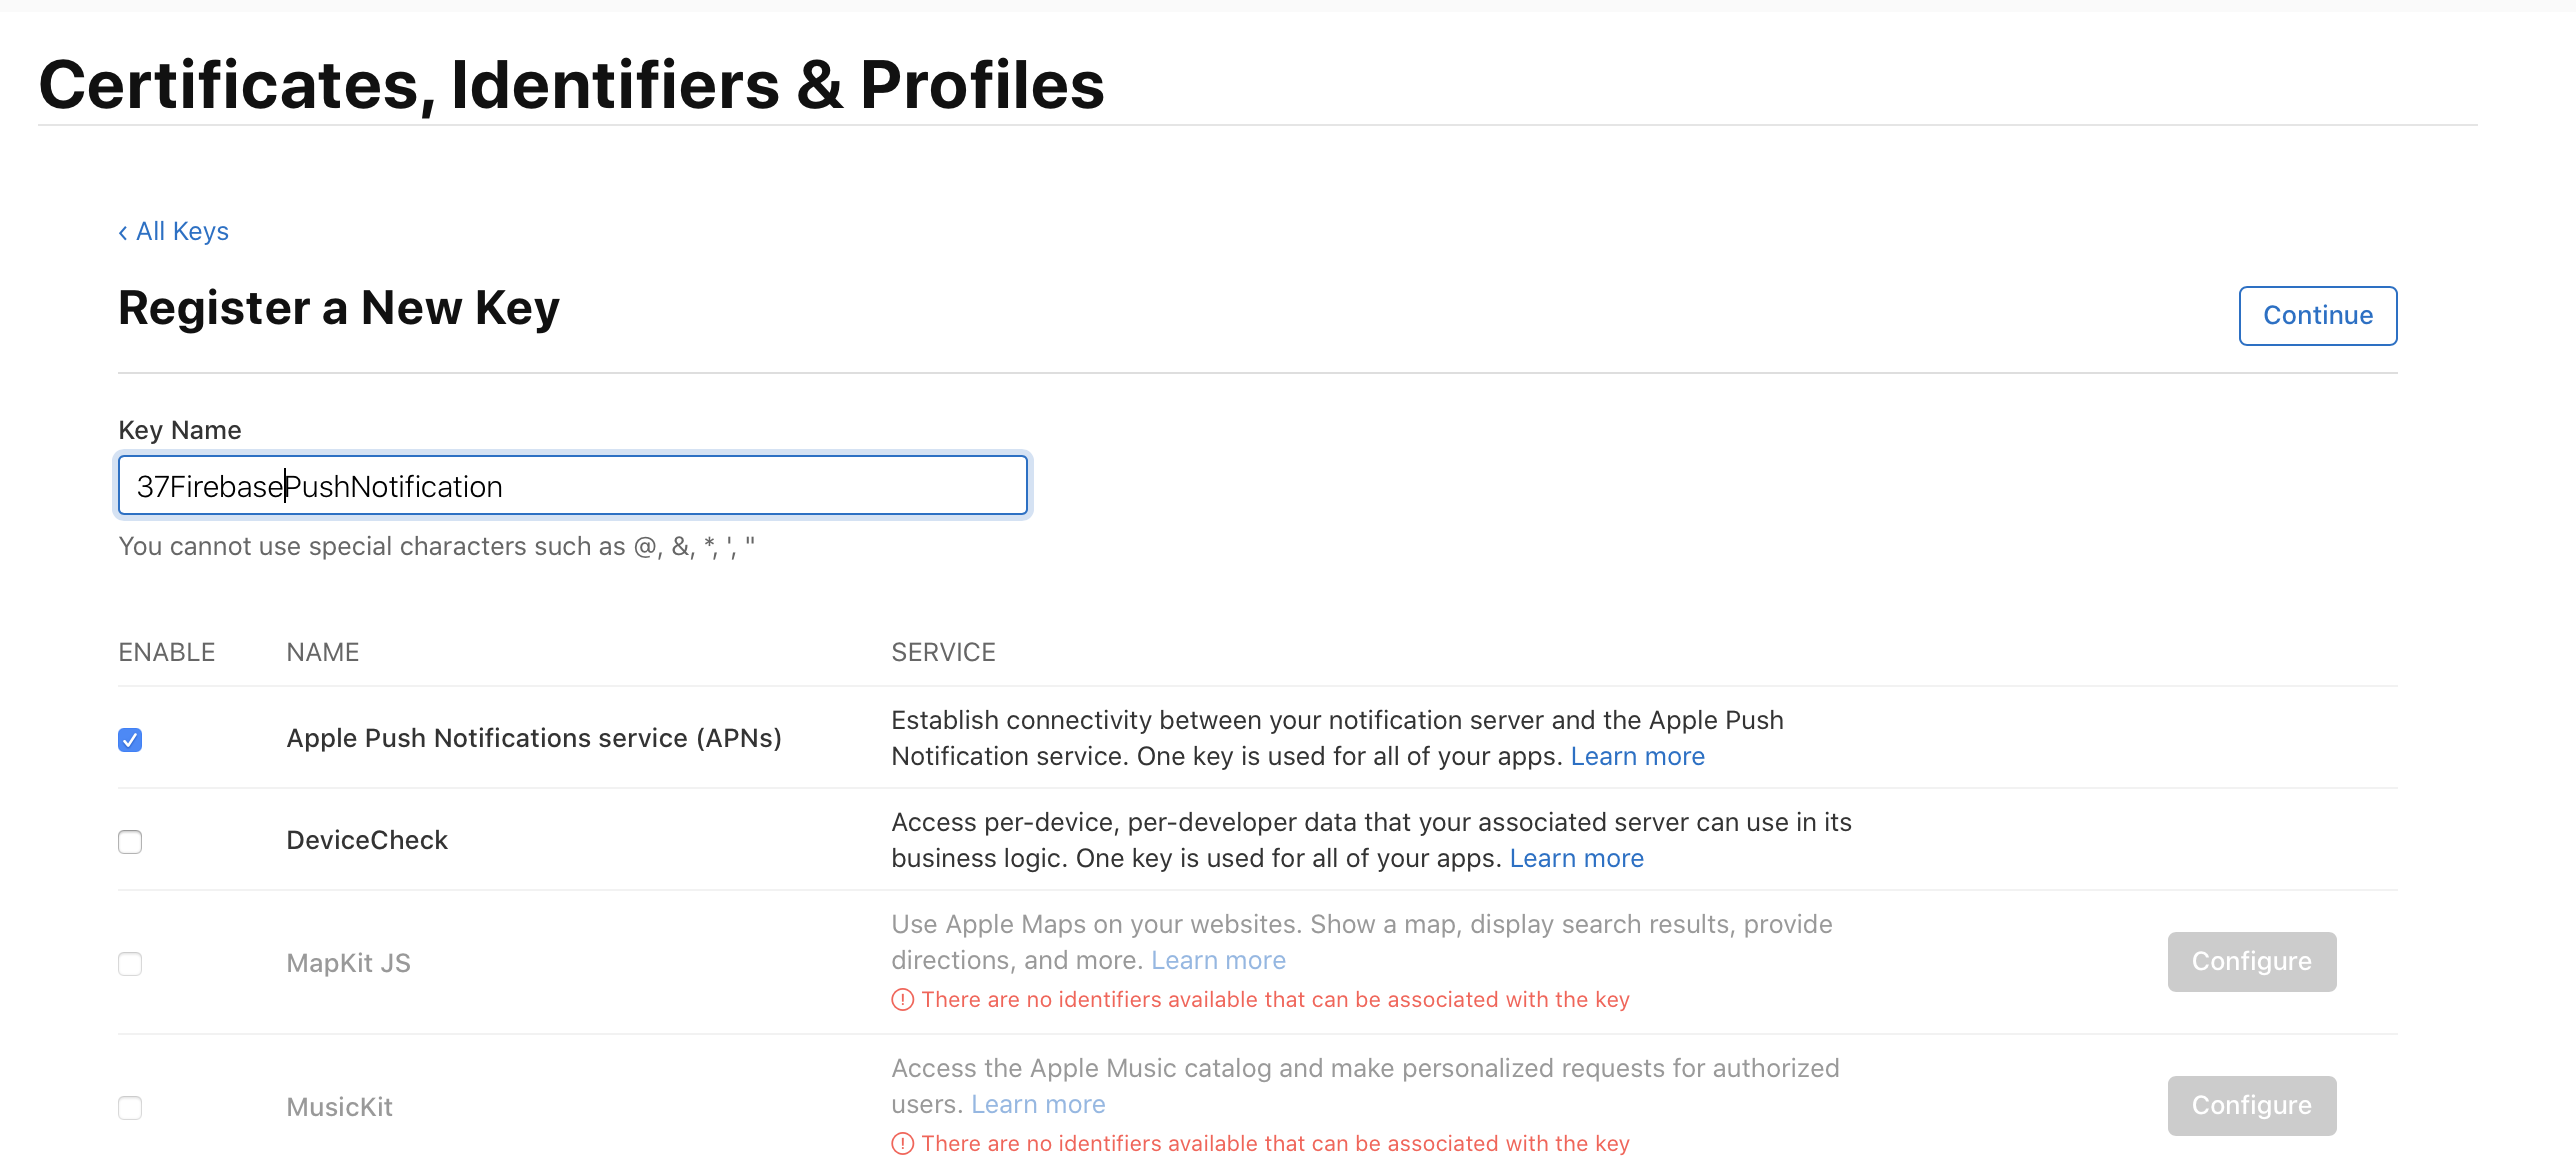 Certificates, Identifiers & Profiles
‹ All Keys
Register a New Key
Continue
Key Name
37FirebasePushNotification
You cannot use special characters such as @, &, *, ', "
ENABLE NAME SERVICE
Apple Push Notifications service (APNs)
Establish connectivity between your notification server and the Apple Push
Notification service. One key is used for all of your apps. Learn more
DeviceCheck
Access per-device, per-developer data that your associated server can use in its
business logic. One key is used for all of your apps. Learn more
MapKit JS
Use Apple Maps on your websites. Show a map, display search results, provide
directions, and more. Learn more
There are no identifiers available that can be associated with the key
Configure
MusicKit
Access the Apple Music catalog and make personalized requests for authorized
users. Learn more
There are no identifiers available that can be associated with the key
Configure